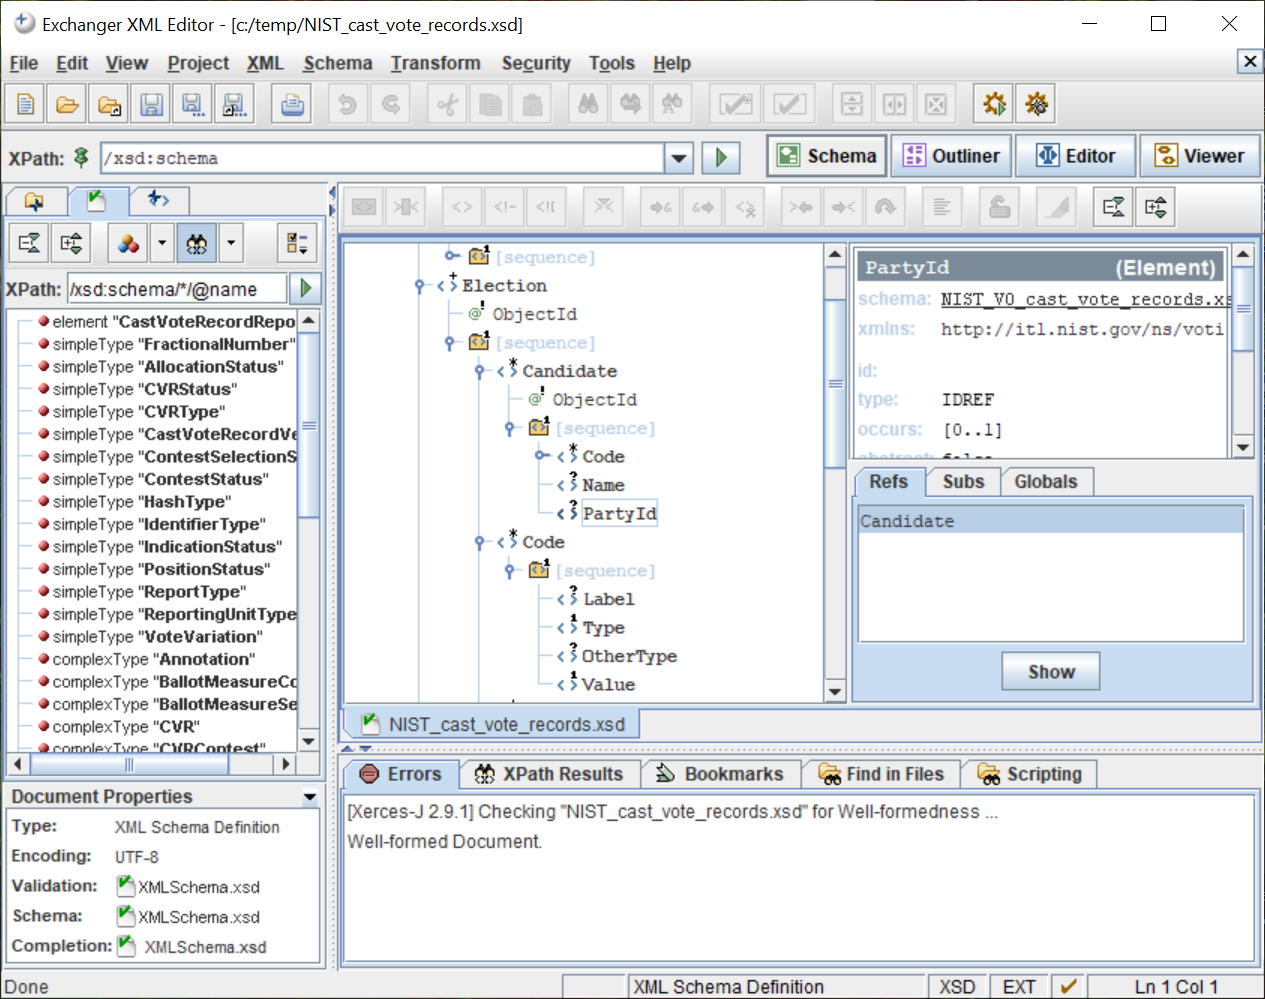 Exchanger XML Editor - [c:/temp/NIST_cast_vote_records.xsd]
File Edit View Project XML Schema Transform Security Tools Help
XPath: /xsd:schema
Schema Outliner Editor Viewer
XPath: /xsd:schema/*/@name
element "CastVoteRecordRepo
simpleType "FractionalNumber"
simpleType "AllocationStatus"
simpleType "CVRStatus"
simpleType "CVRType"
simpleType "CastVoteRecordVe
simpleType "ContestSelectionS
simpleType "ContestStatus"
simpleType "HashType"
simpleType "IdentifierType"
simpleType "IndicationStatus"
simpleType "PositionStatus"
simpleType "ReportType"
simpleType "ReportingUnitType
simpleType "VoteVariation"
complexType "Annotation"
complexType "BallotMeasureCo
complexType "BallotMeasureSe
complexType "CVR"
complexType "CVRContest"
Document Properties
Type: XML Schema Definition
Encoding: UTF-8
Validation: XMLSchema.xsd
Schema: XMLSchema.xsd
Completion: XMLSchema.xsd
[sequence]
Election
ObjectId
[sequence]
Candidate
ObjectId
[sequence]
Code
Name
PartyId
Code
[sequence]
Label
Type
OtherType
Value
PartyId (Element)
schema: NIST_V0_cast_vote_records.xs
xmlns: http://itl.nist.gov/ns/voti
id:
type: IDREF
occurs: [0..1]
abstract: false
Refs Subs Globals
Candidate
Show
NIST_cast_vote_records.xsd
Errors XPath Results Bookmarks Find in Files Scripting
[Xerces-J 2.9.1] Checking "NIST_cast_vote_records.xsd" for Well-formedness ...
Well-formed Document.
Done XML Schema Definition XSD EXT Ln 1 Col 1